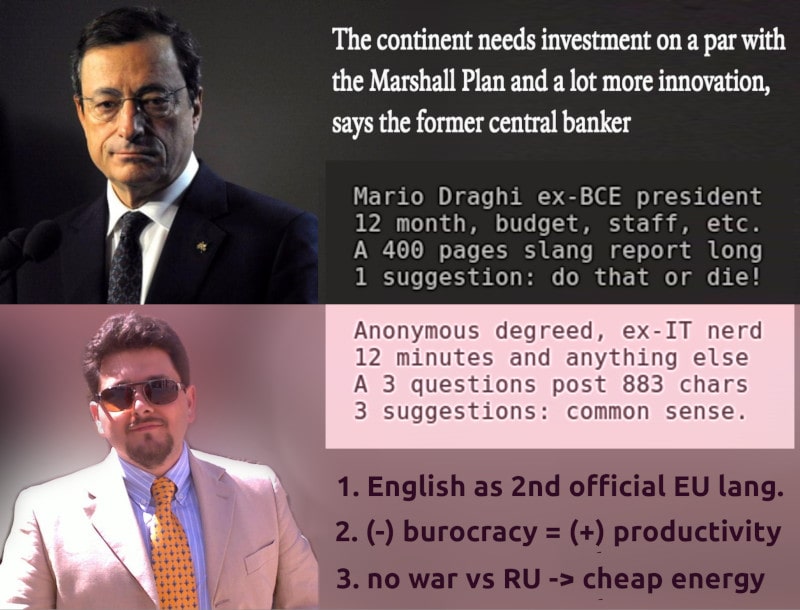 The continent needs investment on a par with
the Marshall Plan and a lot more innovation,
says the former central banker
Mario Draghi ex-BCE president
12 month, budget, staff, etc.
A 400 pages slang report long
1 suggestion: do that or die!
Anonymous degreed, ex-IT nerd
12 minutes and anything else
A 3 questions post 883 chars
3 suggestions: common sense.
1. English as 2nd official EU lang.
2. (-) burocracy = (+) productivity
3. no war vs RU -> cheap energy